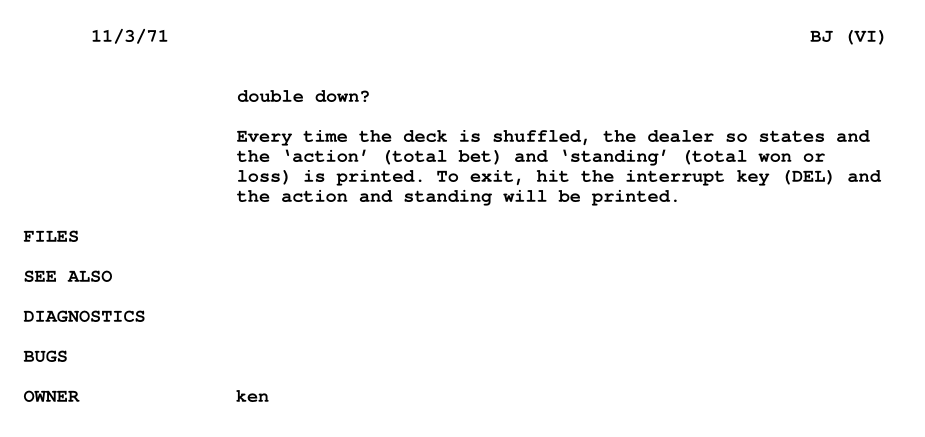 11/3/71 BJ (VI)
double down?
Every time the deck is shuffled, the dealer so states and
the ‘action’ (total bet) and ‘standing’ (total won or
loss) is printed. To exit, hit the interrupt key (DEL) and
the action and standing will be printed.
FILES
SEE ALSO
DIAGNOSTICS
BUGS
OWNER ken